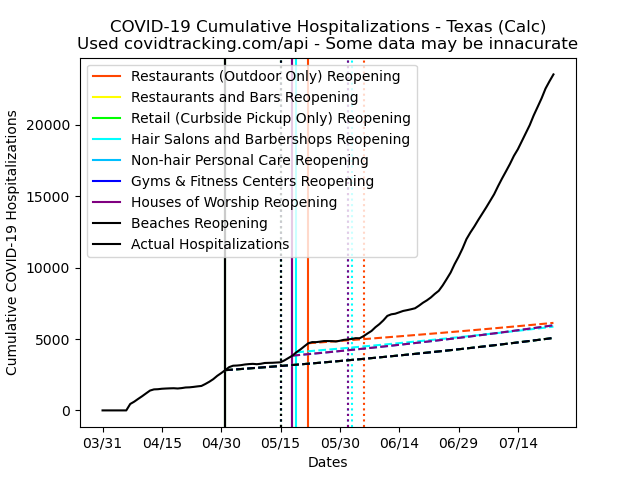 COVID-19 Cumulative Hospitalizations - Texas (Calc)
Used covidtracking.com/api - Some data may be innacurate
Restaurants (Outdoor Only) Reopening
Restaurants and Bars Reopening
Retail (Curbside Pickup Only) Reopening
Hair Salons and Barbershops Reopening
Non-hair Personal Care Reopening
Gyms & Fitness Centers Reopening
Houses of Worship Reopening
Beaches Reopening
Actual Hospitalizations
Cumulative COVID-19 Hospitalizations
20000
15000
10000
5000
0
03/31 04/15 04/30 05/15 05/30 06/14 06/29 07/14
Dates